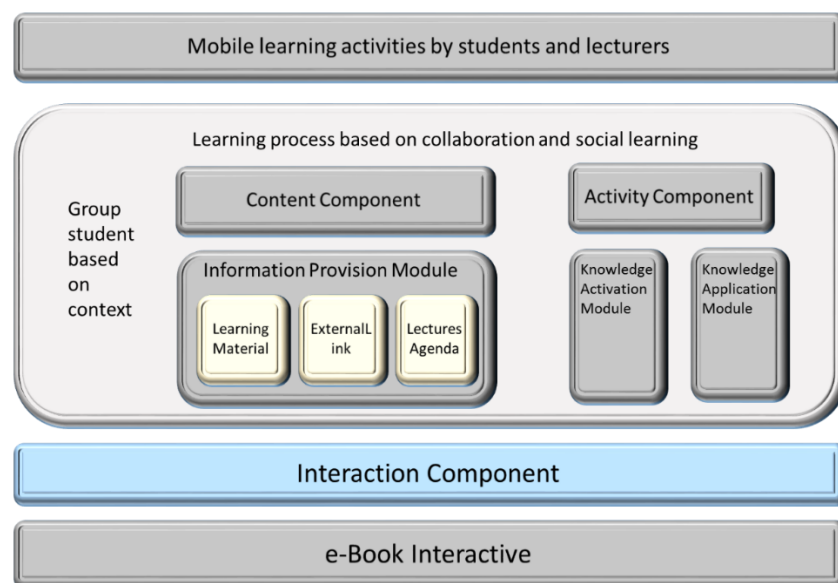 Mobile learning activities by students and lecturers
Learning process based on collaboration and social learning
Group
student
based
on
context
Content Component
Information Provision Module
Learning
Material
ExternalL
ink
Lectures
Agenda
Activity Component
Knowledge
Activation
Module
Knowledge
Application
Module
Interaction Component
e-Book Interactive